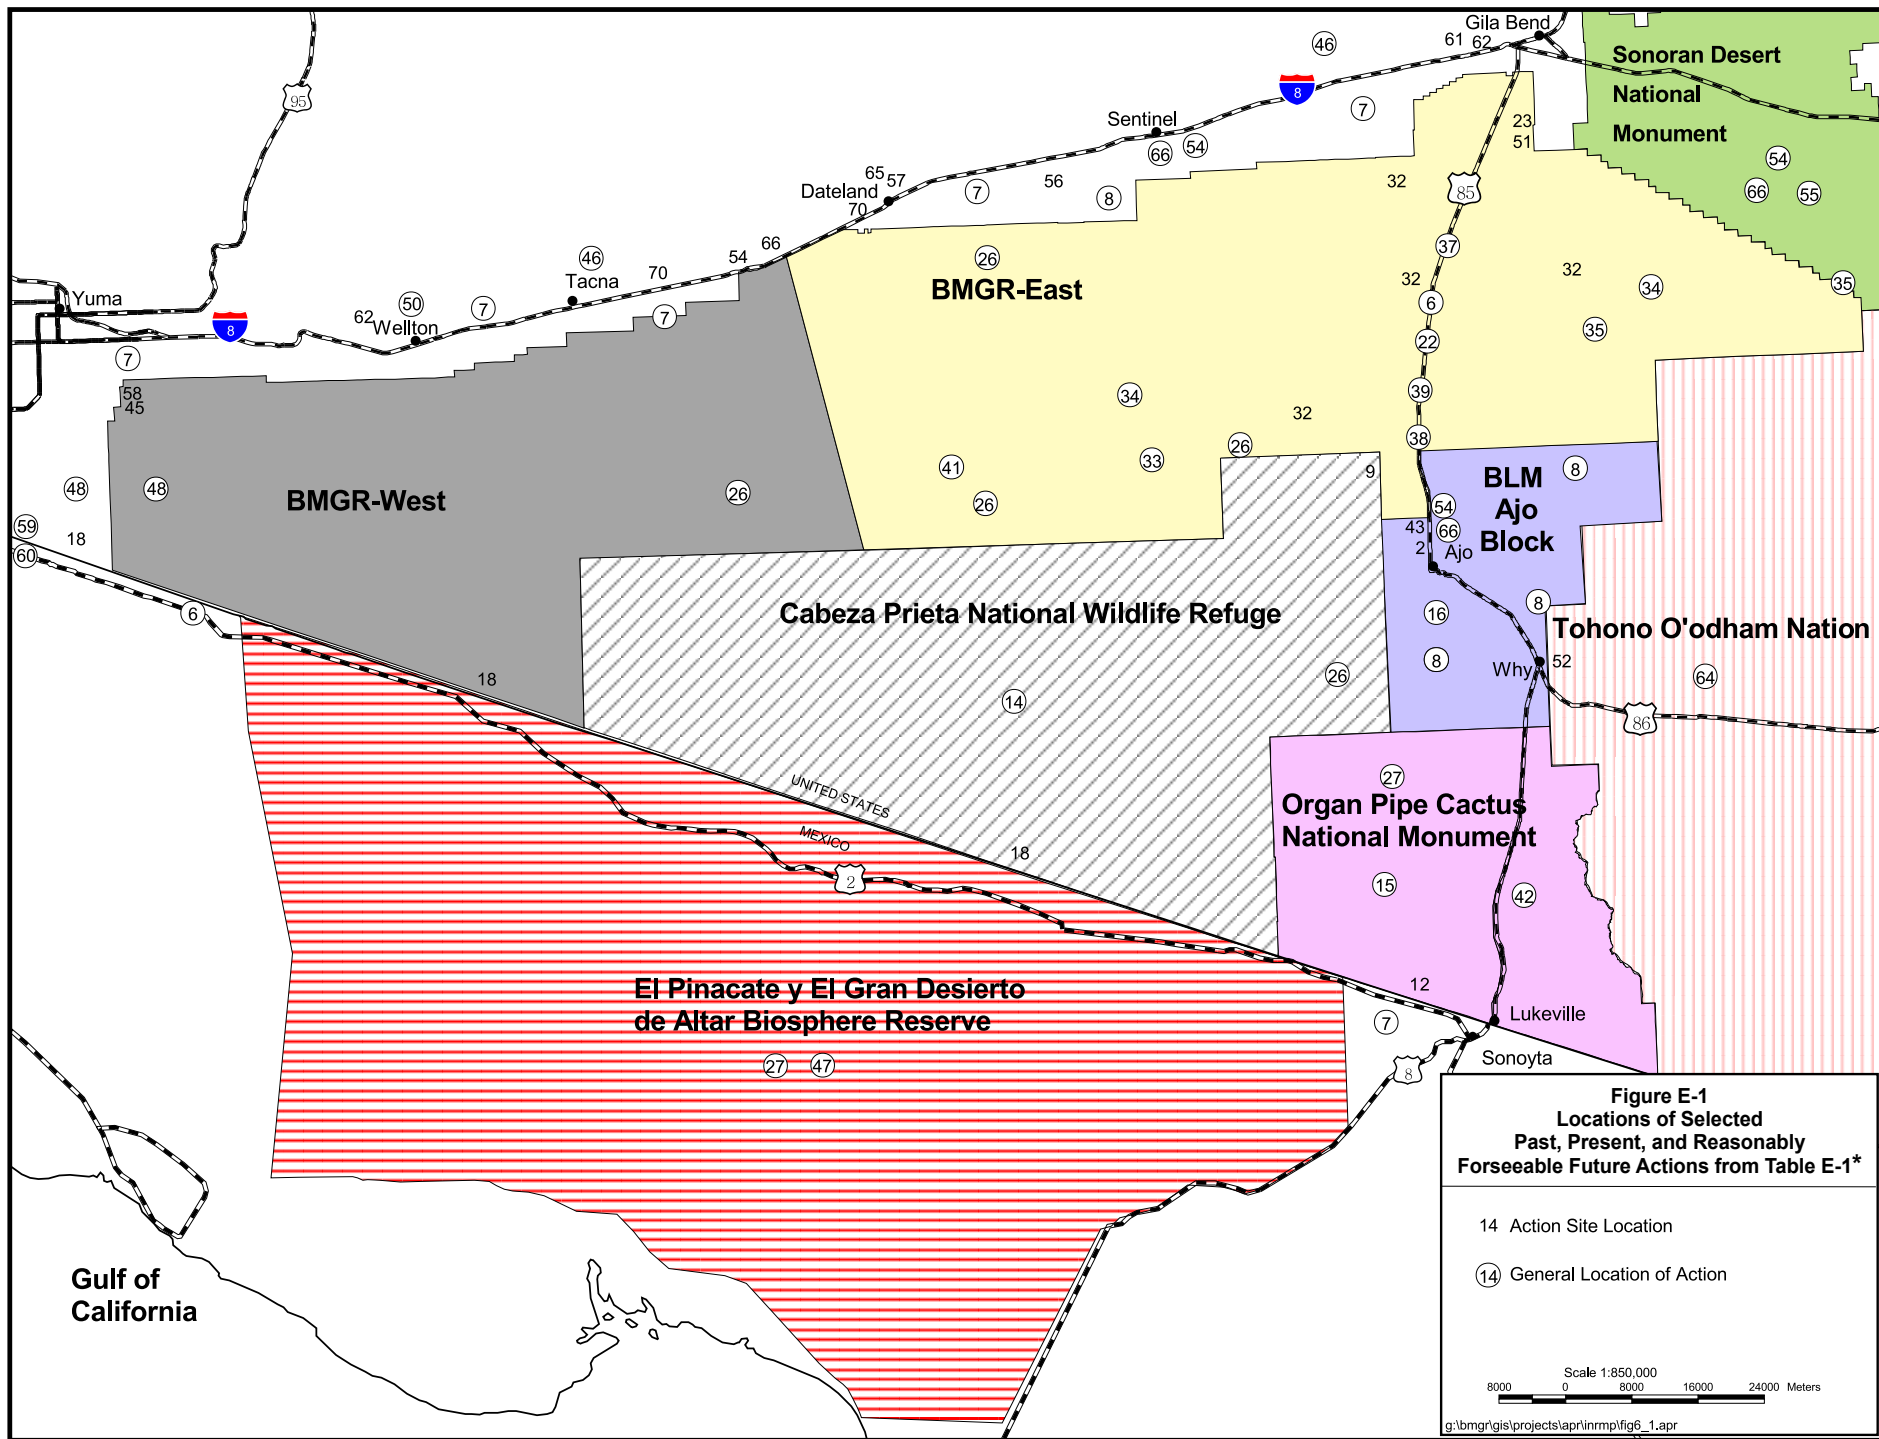 Gila Bend
61
62
46
Sonoran Desert
National
Monument
8
95
7
Sentinel
66
54
23
51
54
66
55
65
57
Dateland
70
7
56
8
32
85
37
66
54
46
Tacna
70
26
BMGR-East
32
32
34
35
6
35
22
Yuma
50
7
62
Wellton
7
8
7
58
45
34
39
32
38
26
41
33
26
9
8
48
48
BMGR-West
26
BLM
Ajo
Block
54
43
66
2
Ajo
59
18
60
6
Cabeza Prieta National Wildlife Refuge
16
8
Tohono O'odham Nation
8
Why
52
64
26
14
18
86
UNITED STATES
MEXICO
27
Organ Pipe Cactus
National Monument
18
2
15
42
El Pinacate y El Gran Desierto
de Altar Biosphere Reserve
12
7
Lukeville
Sonoyta
27
47
8
Figure E-1
Locations of Selected
Past, Present, and Reasonably
Forseeable Future Actions from Table E-1*
14 Action Site Location
14 General Location of Action
Gulf of
California
Scale 1:850,000
8000 0 8000 16000 24000 Meters
g:\bmgr\gis\projects\apr\inrmp\fig6_1.apr